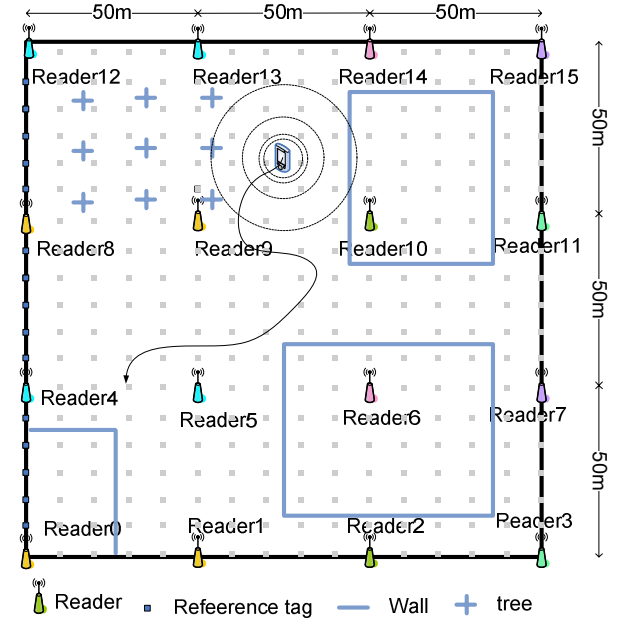 50m 50m 50m
Reader12 Reader13 Reader14 Reader15
50m
Reader8 Reader9 Reader10 Reader11
50m
Reader4 Reader5 Reader6 Reader7
50m
Reader0 Reader1 Reader2 Reader3
Reader Refeerence tag Wall tree